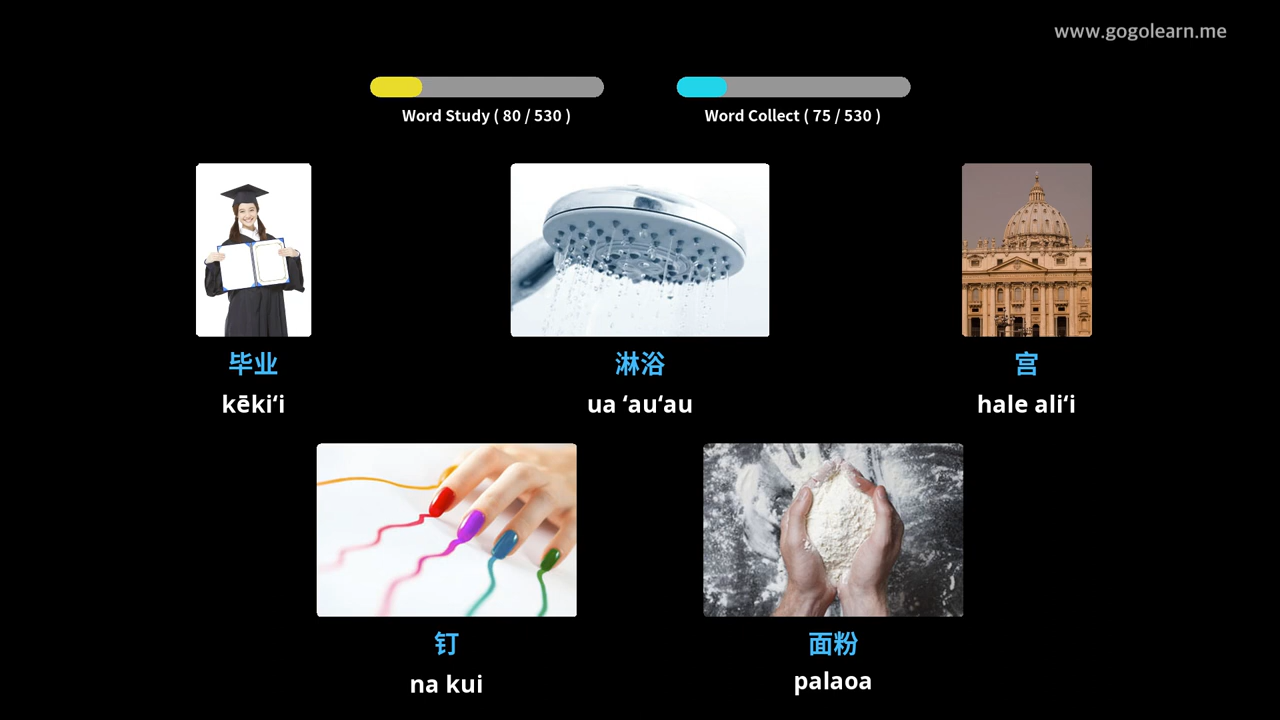 www.gogolearn.me
Word Study ( 80 / 530 )
Word Collect ( 75 / 530 )
毕业
kēkiʻi
淋浴
ua ʻauʻau
宫
hale aliʻi
钉
na kui
面粉
palaoa